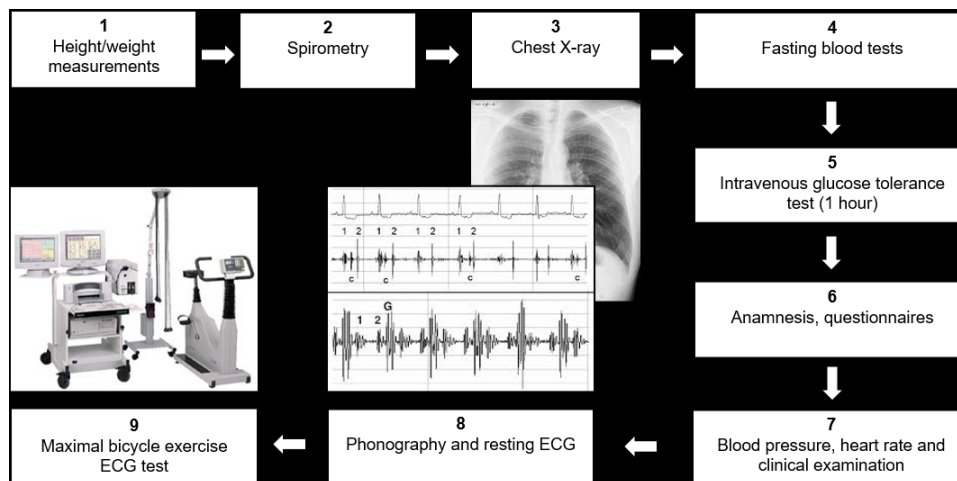 1
Height/weight
measurements
2
Spirometry
3
Chest X-ray
4
Fasting blood tests
5
Intravenous glucose tolerance
test (1 hour)
1 2 1 2 1 2 1 2
c c c c
G
1 2
6
Anamnesis, questionnaires
9
Maximal bicycle exercise
ECG test
8
Phonography and resting ECG
7
Blood pressure, heart rate and
clinical examination